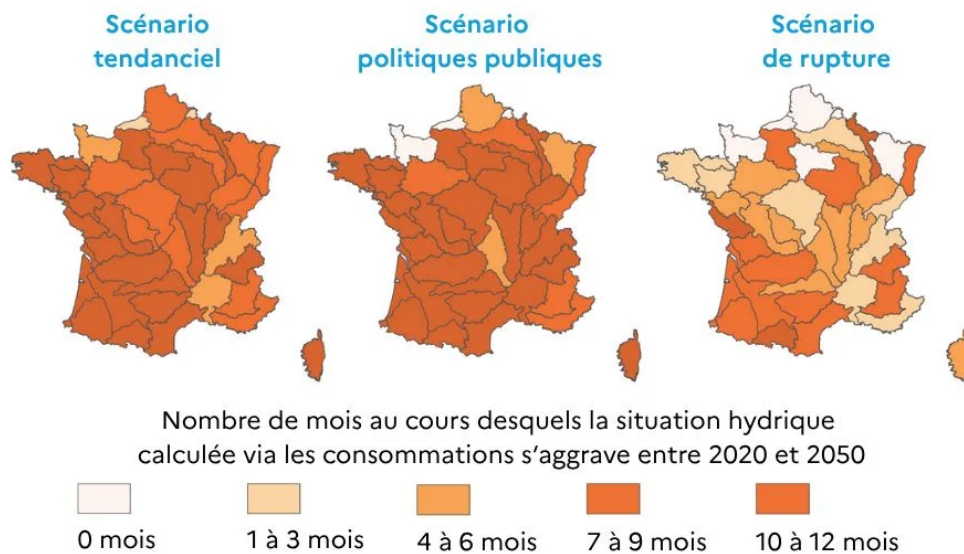 Scénario
tendanciel
Scénario
politiques publiques
Scénario
de rupture
Nombre de mois au cours desquels la situation hydrique
calculée via les consommations s'aggrave entre 2020 et 2050
0 mois
1 à 3 mois
4 à 6 mois
7 à 9 mois
10 à 12 mois